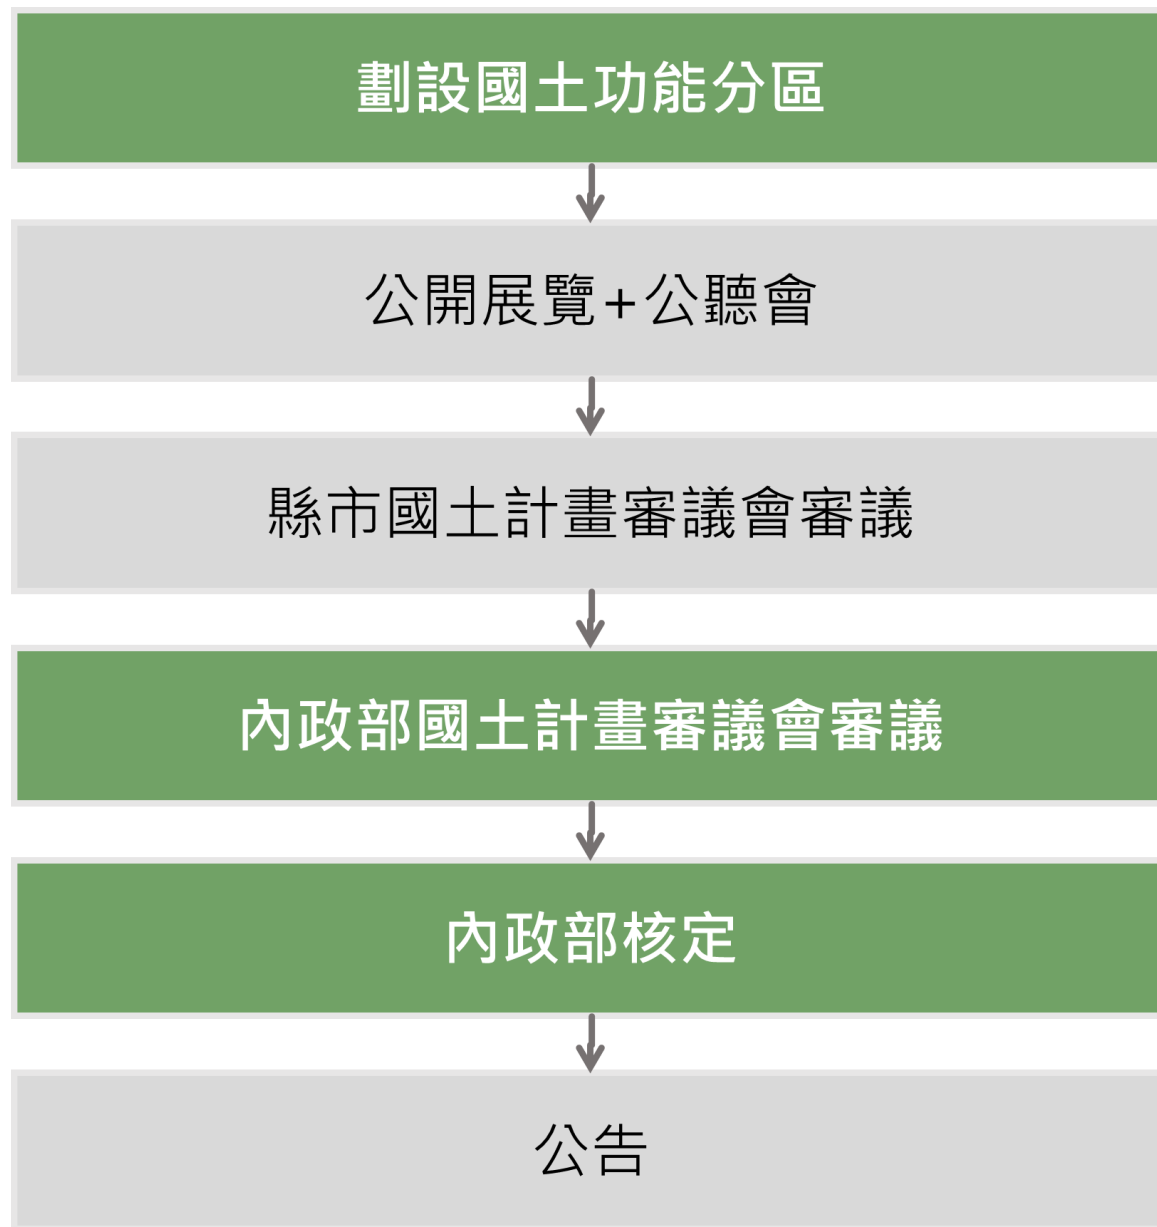 劃設國土功能分區
公開展覽+公聽會
縣市國土計畫審議會審議
內政部國土計畫審議會審議
內政部核定
公告